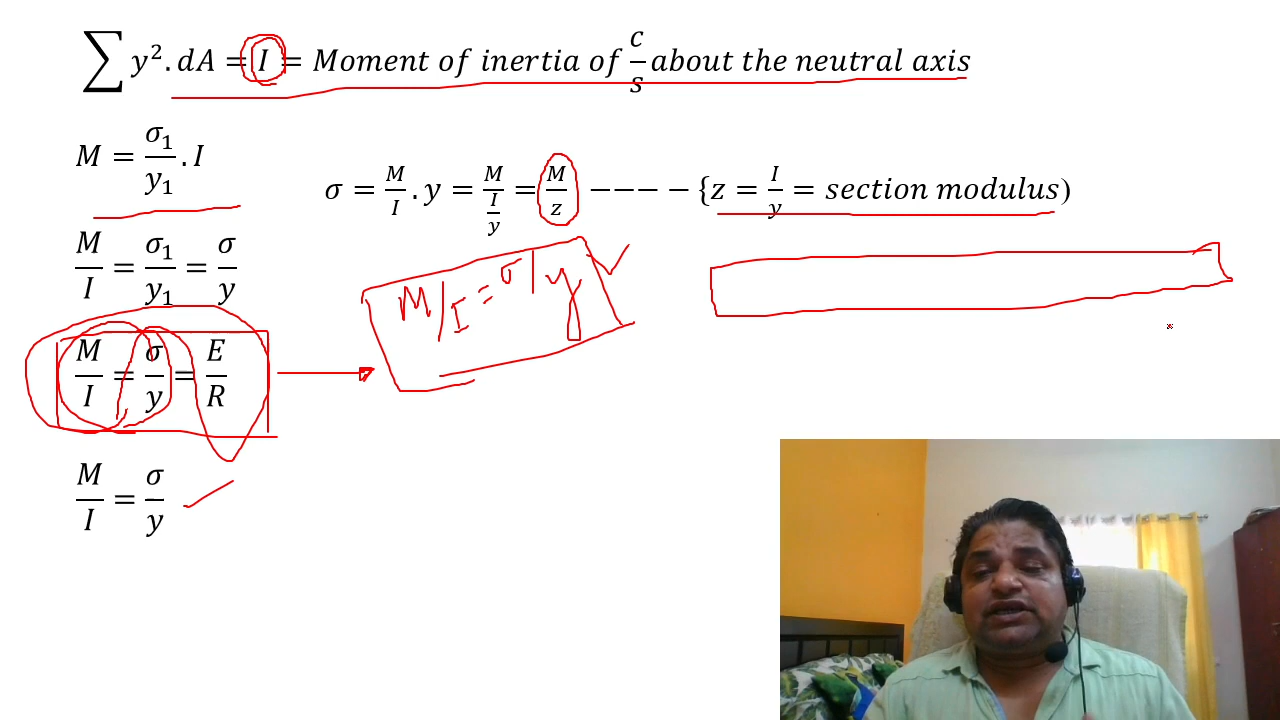 ∑ y². dA = I = Moment of inertia of c/s about the neutral axis
M = σ₁/y₁ . I
σ = M/I . y = M/(I/y) = M/z −−−− {z = I/y = section modulus)
M/I = σ₁/y₁ = σ/y
M/I = σ/y
M/I = σ/y = E/R
M/I = σ/y